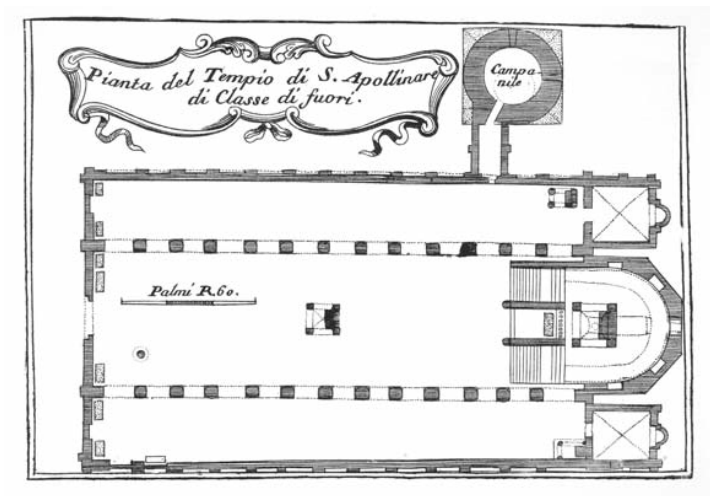 Pianta del Tempio di S. Apollinare
di Classe di fuori.
Campa-
nile
Palmi R. 60.